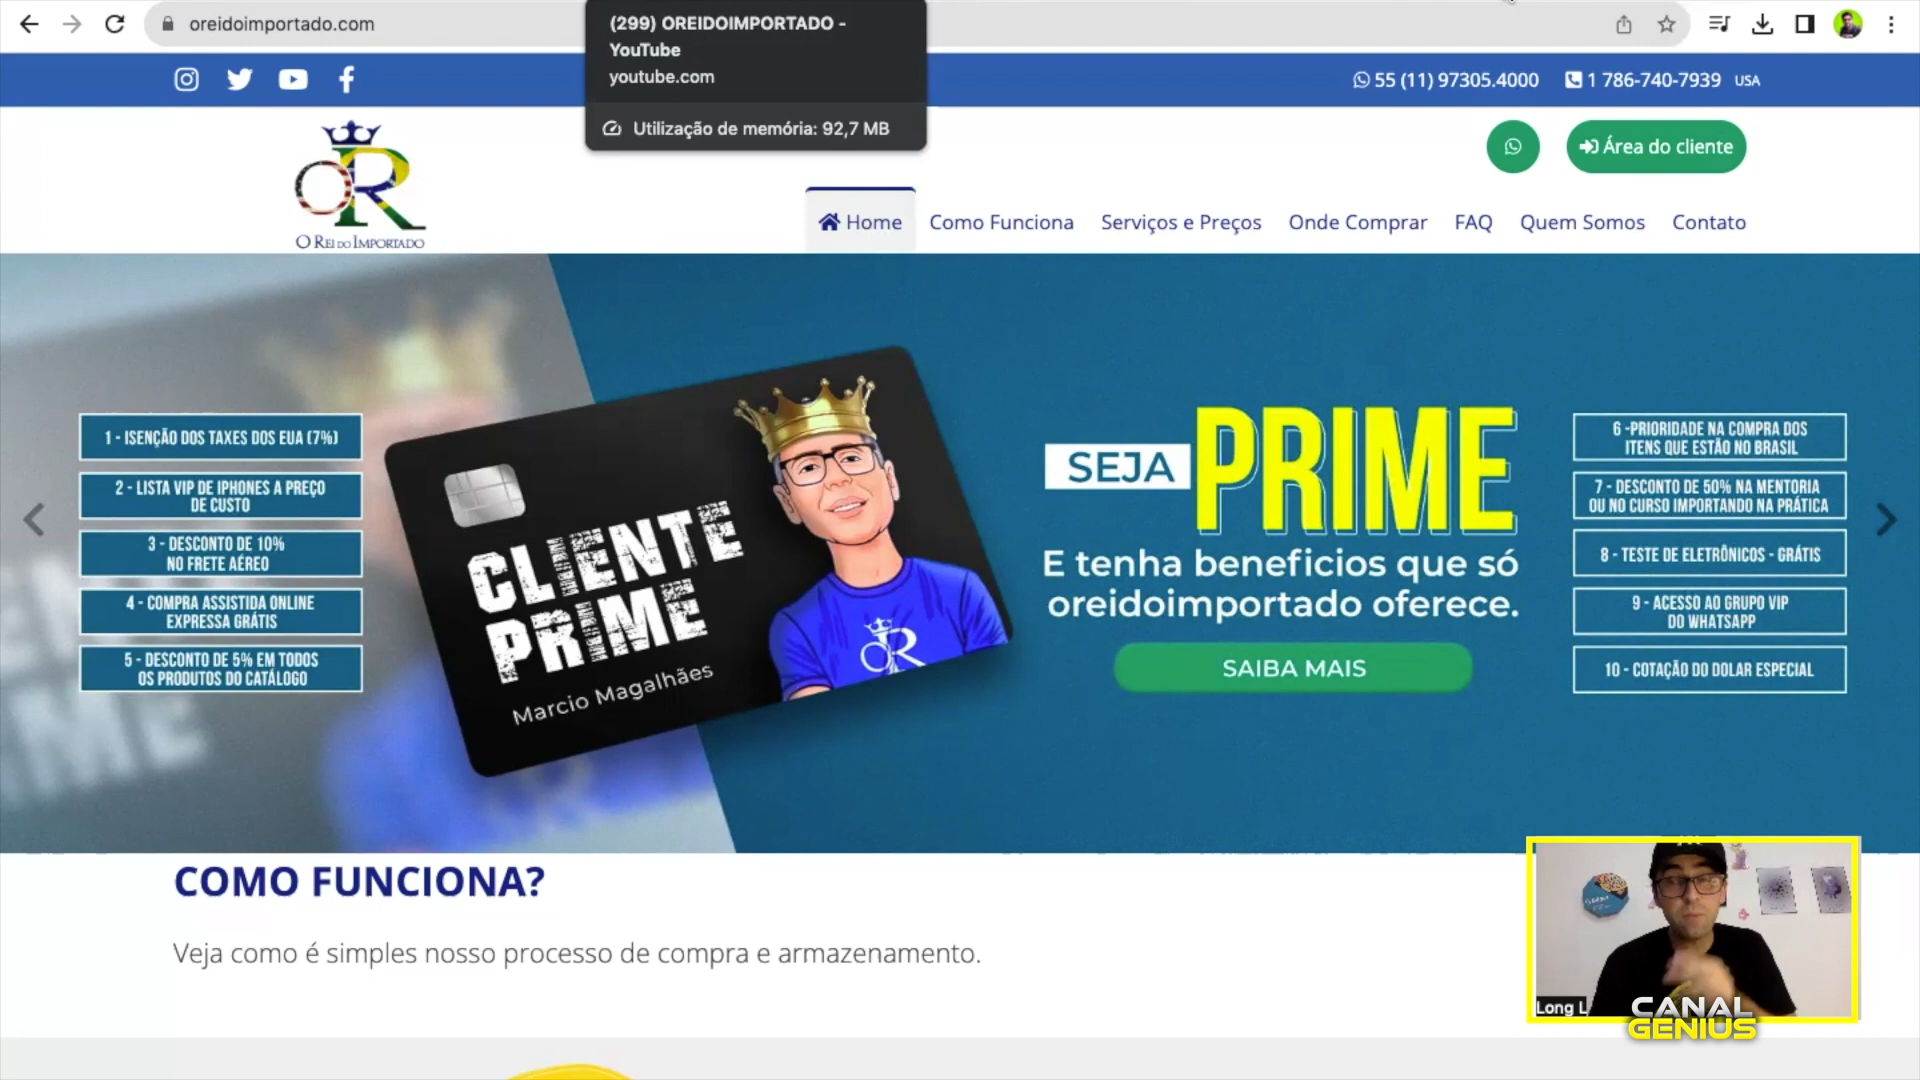 oreidoimportado.com
(299) OREIDOIMPORTADO -
YouTube
youtube.com
Utilização de memória: 92,7 MB
55 (11) 97305.4000
1 786-740-7939 USA
OR
O REI DO IMPORTADO
Área do cliente
Home
Como Funciona
Serviços e Preços
Onde Comprar
FAQ
Quem Somos
Contato
1 - ISENÇÃO DOS TAXES DOS EUA (7%)
2 - LISTA VIP DE IPHONES A PREÇO
DE CUSTO
3 - DESCONTO DE 10%
NO FRETE AÉREO
4 - COMPRA ASSISTIDA ONLINE
EXPRESSA GRÁTIS
5 - DESCONTO DE 5% EM TODOS
OS PRODUTOS DO CATÁLOGO
CLIENTE
PRIME
Marcio Magalhães
OR
SEJA PRIME
E tenha beneficios que só
oreidoimportado oferece.
SAIBA MAIS
6 -PRIORIDADE NA COMPRA DOS
ITENS QUE ESTÃO NO BRASIL
7 - DESCONTO DE 50% NA MENTORIA
OU NO CURSO IMPORTANDO NA PRÁTICA
8 - TESTE DE ELETRÔNICOS - GRÁTIS
9 - ACESSO AO GRUPO VIP
DO WHATSAPP
10 - COTAÇÃO DO DOLAR ESPECIAL
COMO FUNCIONA?
Veja como é simples nosso processo de compra e armazenamento.
Long L
CANAL
GENIUS